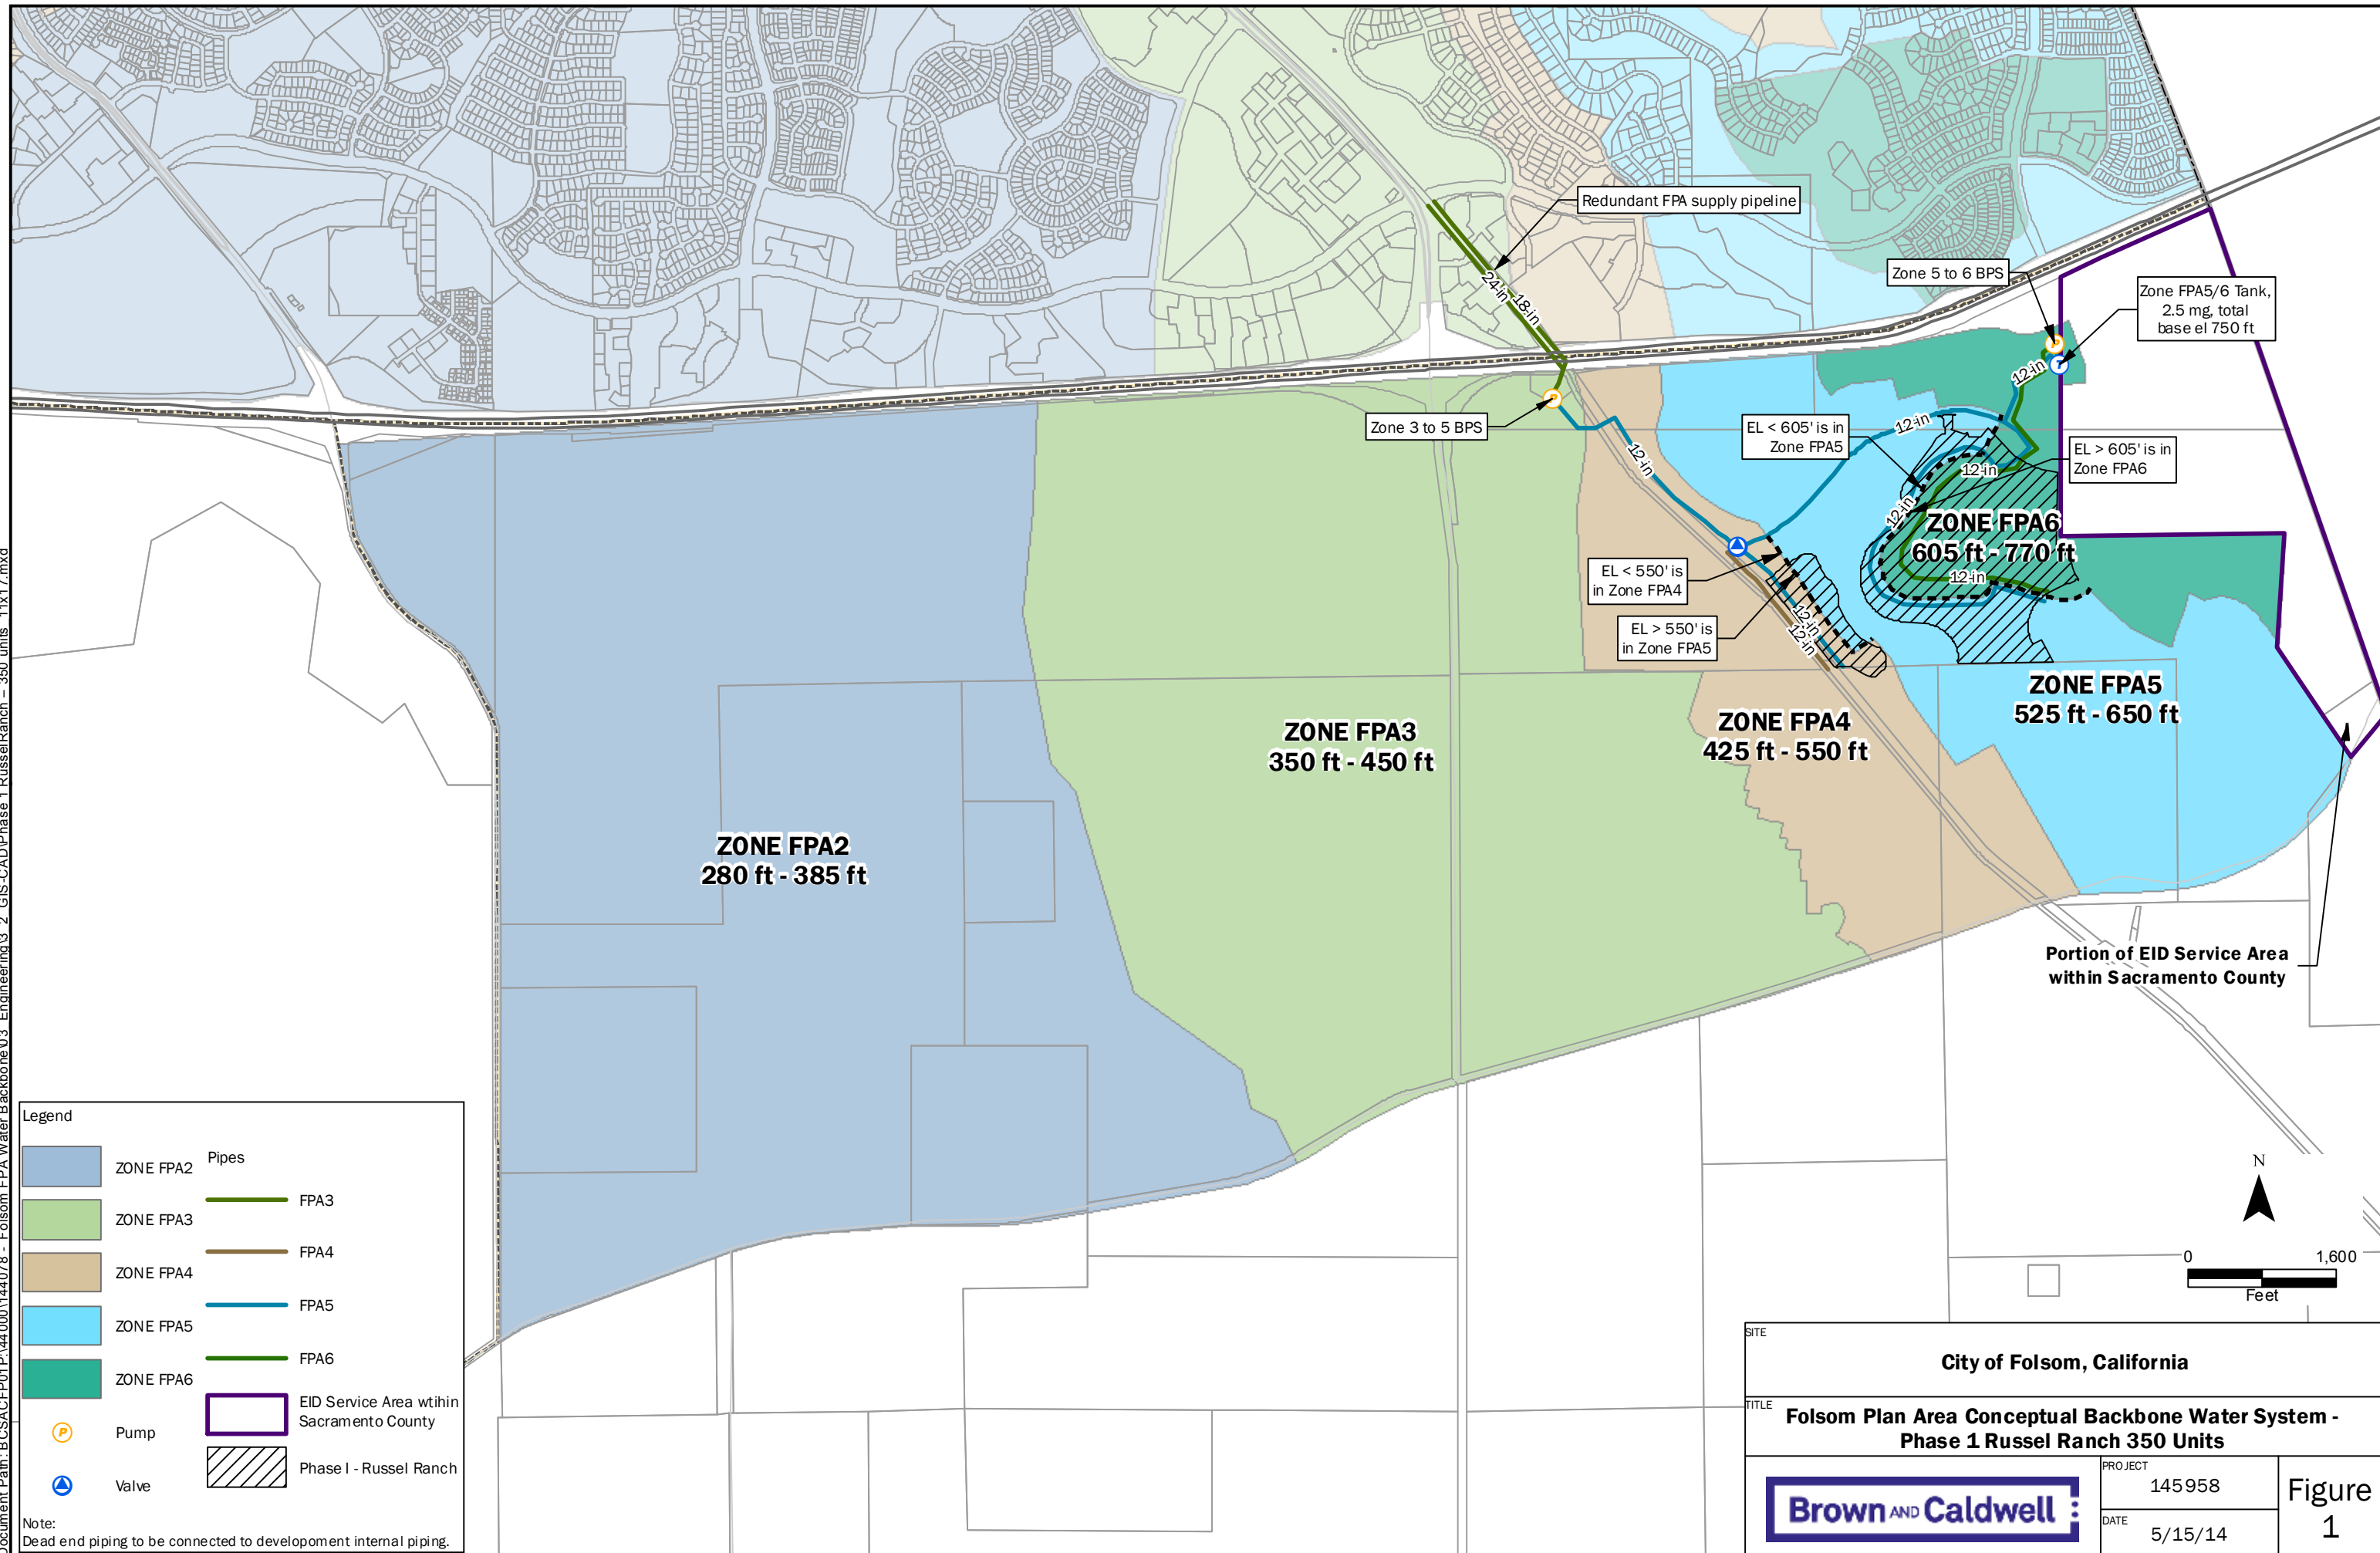 Redundant FPA supply pipeline
24-in
18-in
Zone 5 to 6 BPS
Zone FPA5/6 Tank,
2.5 mg, total
base el 750 ft
Zone 3 to 5 BPS
12-in
12-in
12-in
EL < 605' is in
Zone FPA5
EL > 605' is in
Zone FPA6
12-in
12-in
ZONE FPA6
605 ft - 770 ft
12-in
EL < 550' is
in Zone FPA4
EL > 550' is
in Zone FPA5
12-in
12-in
ZONE FPA5
525 ft - 650 ft
ZONE FPA4
425 ft - 550 ft
ZONE FPA3
350 ft - 450 ft
ZONE FPA2
280 ft - 385 ft
Portion of EID Service Area
within Sacramento County
Legend
ZONE FPA2
ZONE FPA3
ZONE FPA4
ZONE FPA5
ZONE FPA6
P
Pump
Valve
Pipes
FPA3
FPA4
FPA5
FPA6
EID Service Area wtihin
Sacramento County
Phase I - Russel Ranch
Note:
Dead end piping to be connected to developoment internal piping.
N
0 1,600
Feet
SITE
City of Folsom, California
TITLE
Folsom Plan Area Conceptual Backbone Water System -
Phase 1 Russel Ranch 350 Units
Brown AND Caldwell
PROJECT
145958
DATE
5/15/14
Figure
1